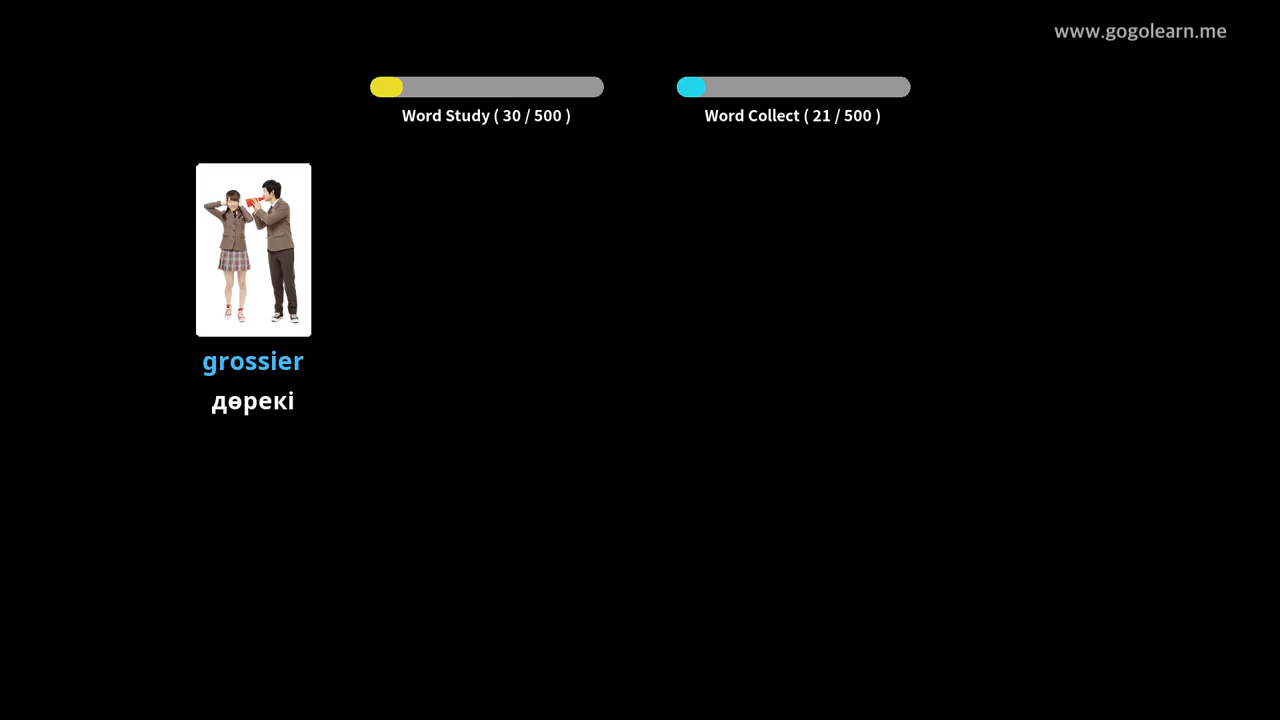 www.gogolearn.me
Word Study ( 30 / 500 )
Word Collect ( 21 / 500 )
grossier
дөрекі